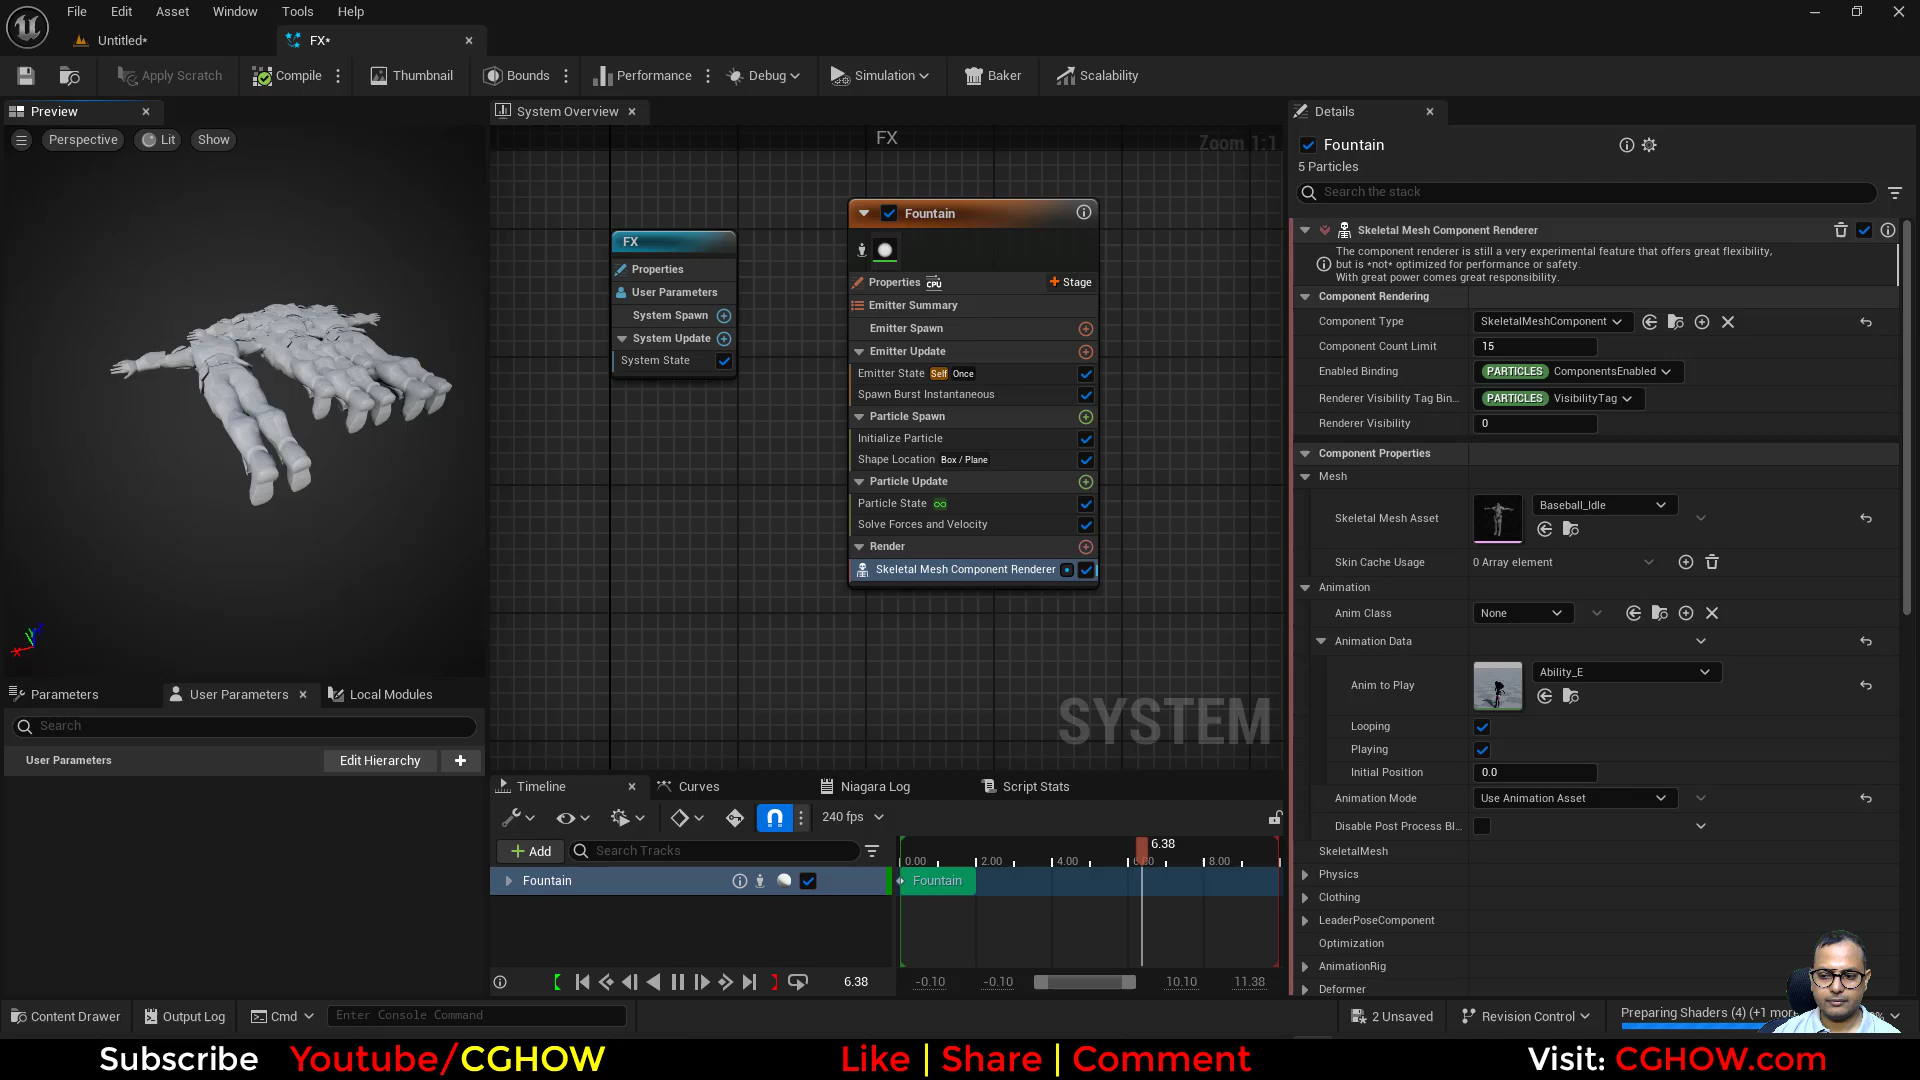 File Edit Asset Window Tools Help
Untitled*
FX*
Apply Scratch
Compile
Thumbnail
Bounds
Performance
Debug
Simulation
Baker
Scalability
Preview
Perspective
Lit
Show
System Overview
FX
Zoom 1:1
FX
Properties
User Parameters
System Spawn
System Update
System State
Fountain
Properties CPU
Stage
Emitter Summary
Emitter Spawn
Emitter Update
Emitter State Self Once
Spawn Burst Instantaneous
Particle Spawn
Initialize Particle
Shape Location Box / Plane
Particle Update
Particle State
Solve Forces and Velocity
Render
Skeletal Mesh Component Renderer
SYSTEM
Details
Fountain
5 Particles
Search the stack
Skeletal Mesh Component Renderer
The component renderer is still a very experimental feature that offers great flexibility,
but is *not* optimized for performance or safety.
With great power comes great responsibility.
Component Rendering
Component Type SkeletalMeshComponent
Component Count Limit 15
Enabled Binding PARTICLES ComponentsEnabled
Renderer Visibility Tag Bin... PARTICLES VisibilityTag
Renderer Visibility 0
Component Properties
Mesh
Skeletal Mesh Asset Baseball_Idle
Skin Cache Usage 0 Array element
Animation
Anim Class None
Animation Data
Anim to Play Ability_E
Looping
Playing
Initial Position 0.0
Animation Mode Use Animation Asset
Disable Post Process Bl...
SkeletalMesh
Physics
Clothing
LeaderPoseComponent
Optimization
AnimationRig
Deformer
Parameters
User Parameters
Local Modules
Search
User Parameters
Edit Hierarchy
Timeline
Curves
Niagara Log
Script Stats
240 fps
Add
Search Tracks
6.38
0.00 2.00 4.00 6.00 8.00
Fountain
Fountain
6.38
-0.10 -0.10 10.10 11.38
Content Drawer
Output Log
Cmd
Enter Console Command
2 Unsaved
Revision Control
Preparing Shaders (4) (+1 mor
Subscribe Youtube/CGHOW
Like | Share | Comment
Visit: CGHOW.com